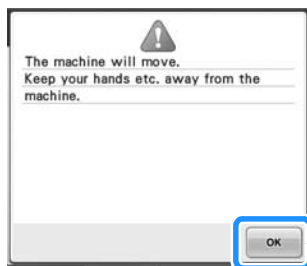 The machine will move.
Keep your hands etc. away from the
machine.
OK